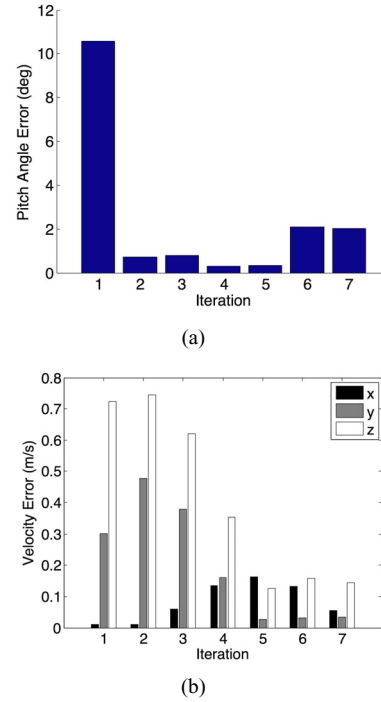 12
10
8
6
4
2
0
Pitch Angle Error (deg)
1 2 3 4 5 6 7
Iteration
(a)
0.8
0.7
0.6
0.5
0.4
0.3
0.2
0.1
0
Velocity Error (m/s)
x
y
z
1 2 3 4 5 6 7
Iteration
(b)